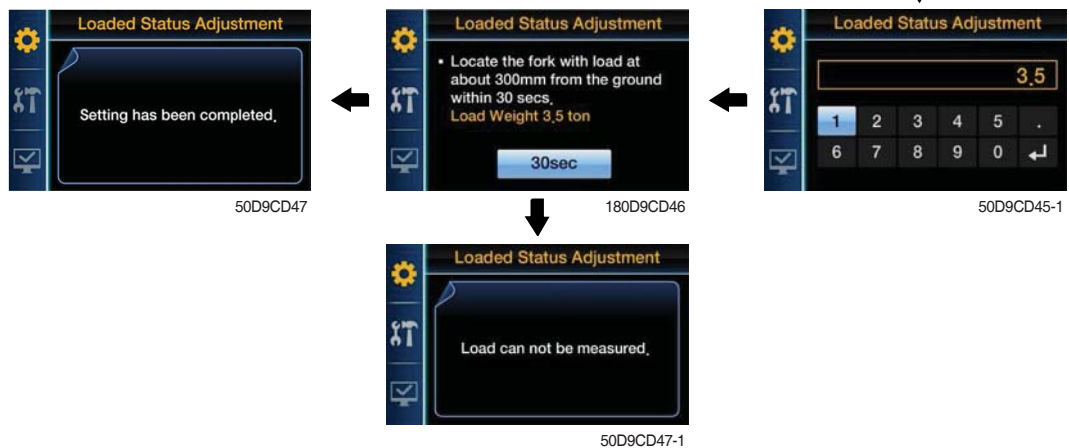 Loaded Status Adjustment
Setting has been completed.
50D9CD47
Loaded Status Adjustment
• Locate the fork with load at
about 300mm from the ground
within 30 secs.
Load Weight 3.5 ton
30sec
180D9CD46
Loaded Status Adjustment
3.5
1 2 3 4 5 .
6 7 8 9 0 ↵
50D9CD45-1
Loaded Status Adjustment
Load can not be measured.
50D9CD47-1